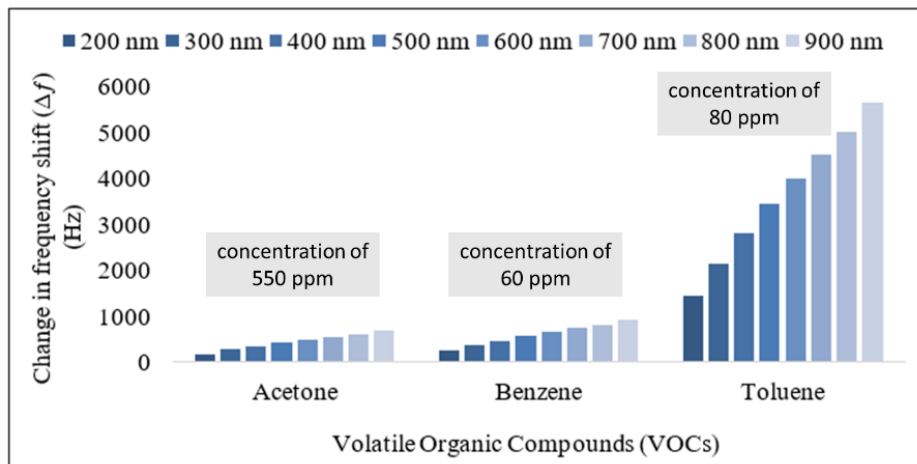 200 nm 300 nm 400 nm 500 nm 600 nm 700 nm 800 nm 900 nm
Change in frequency shift (Δf)
(Hz)
6000
5000
4000
3000
2000
1000
0
concentration of
550 ppm
concentration of
60 ppm
concentration of
80 ppm
Acetone Benzene Toluene
Volatile Organic Compounds (VOCs)